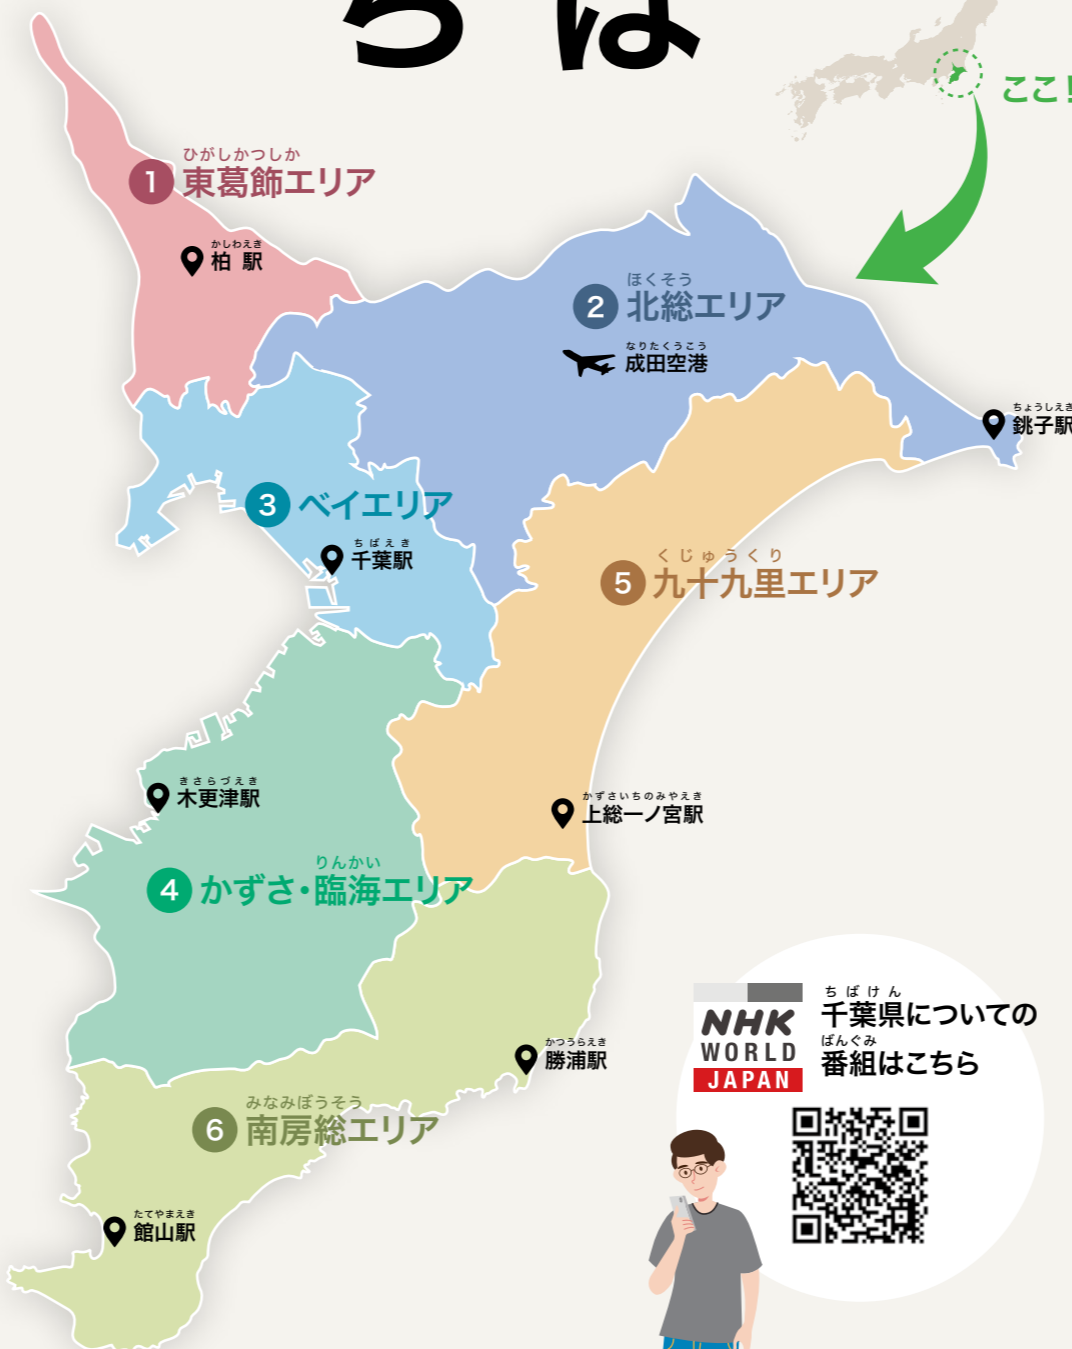 ちば
ここ!
ひがしかつしか
1 東葛飾エリア
かしわえき
柏 駅
ほくそう
2 北総エリア
なりたくうこう
成田空港
ちょうしえき
銚子駅
3 ベイエリア
ちばえき
千葉駅
くじゅうくり
5 九十九里エリア
きさらづえき
木更津駅
かずさいちのみやえき
上総一ノ宮駅
りんかい
4 かずさ・臨海エリア
かつうらえき
勝浦駅
みなみぼうそう
6 南房総エリア
たてやまえき
館山駅
NHK
WORLD
JAPAN
ちばけん
千葉県についての
ばんぐみ
番組はこちら